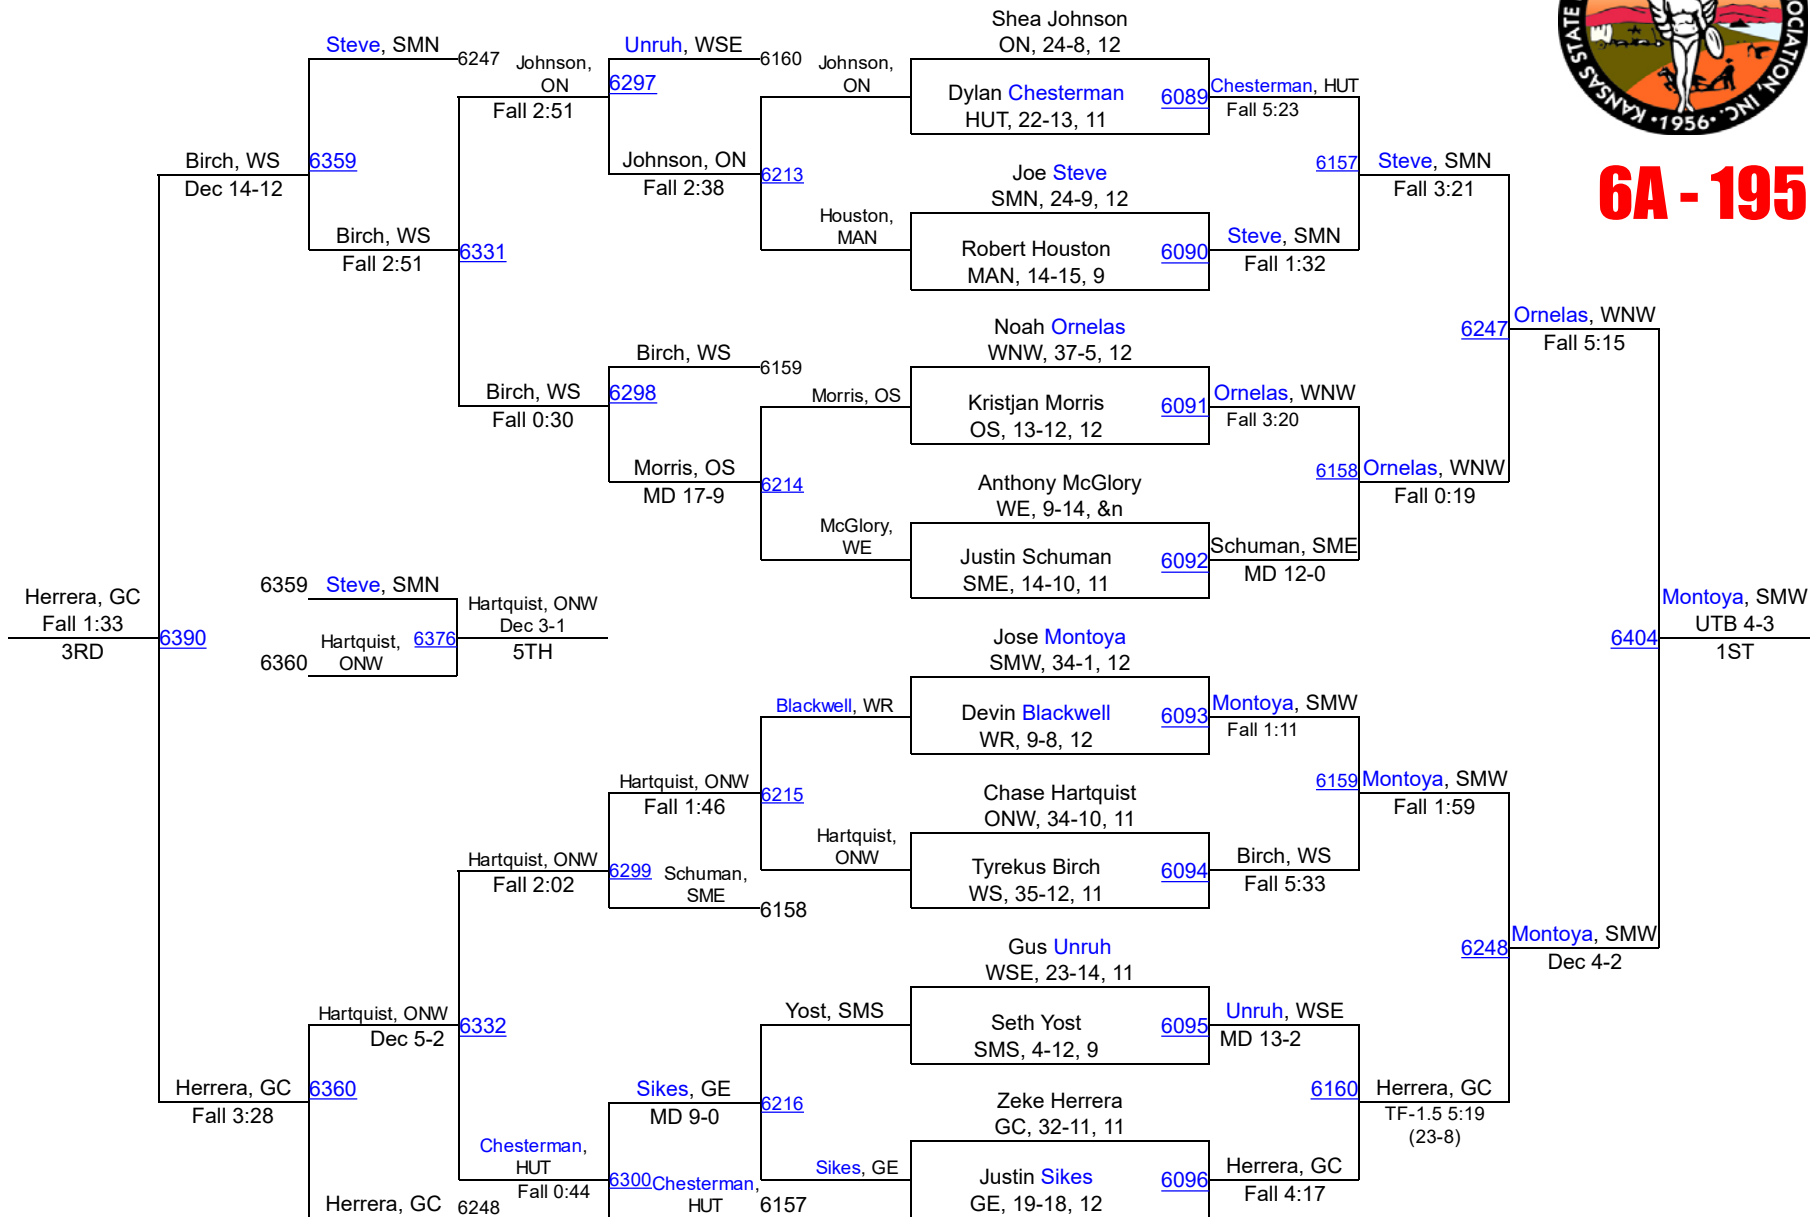 KANSAS STATE
OCIATION, INC.
•1956•
6A - 195
Shea Johnson
ON, 24-8, 12
Dylan Chesterman
HUT, 22-13, 11
6089
Joe Steve
SMN, 24-9, 12
Robert Houston
MAN, 14-15, 9
6090
Noah Ornelas
WNW, 37-5, 12
Kristjan Morris
OS, 13-12, 12
6091
Anthony McGlory
WE, 9-14, &n
Justin Schuman
SME, 14-10, 11
6092
Jose Montoya
SMW, 34-1, 12
Devin Blackwell
WR, 9-8, 12
6093
Chase Hartquist
ONW, 34-10, 11
Tyrekus Birch
WS, 35-12, 11
6094
Gus Unruh
WSE, 23-14, 11
Seth Yost
SMS, 4-12, 9
6095
Zeke Herrera
GC, 32-11, 11
Justin Sikes
GE, 19-18, 12
6096
Chesterman, HUT
Fall 5:23
6157
Steve, SMN
Fall 1:32
Ornelas, WNW
Fall 3:20
6158
Schuman, SME
MD 12-0
Montoya, SMW
Fall 1:11
6159
Birch, WS
Fall 5:33
Unruh, WSE
MD 13-2
6160
Herrera, GC
Fall 4:17
Steve, SMN
Fall 3:21
6247
Ornelas, WNW
Fall 0:19
Montoya, SMW
Fall 1:59
6248
Herrera, GC
TF-1.5 5:19
(23-8)
Ornelas, WNW
Fall 5:15
6404
Montoya, SMW
Dec 4-2
Montoya, SMW
UTB 4-3
1ST
Johnson,
ON
6213
Houston,
MAN
Morris, OS
6214
McGlory,
WE
Blackwell, WR
6215
Hartquist,
ONW
Yost, SMS
6216
Sikes, GE
Unruh, WSE
6160
6297
Johnson, ON
Fall 2:38
Birch, WS
6159
6298
Morris, OS
MD 17-9
Hartquist, ONW
Fall 1:46
6299
Schuman,
SME
6158
Sikes, GE
MD 9-0
6300
Chesterman,
HUT
6157
Johnson,
ON
Fall 2:51
6331
Birch, WS
Fall 0:30
Hartquist, ONW
Fall 2:02
6332
Chesterman,
HUT
Fall 0:44
Steve, SMN
6247
6359
Birch, WS
Fall 2:51
Hartquist, ONW
Dec 5-2
6360
Herrera, GC
6248
Birch, WS
Dec 14-12
6390
Herrera, GC
Fall 3:28
Herrera, GC
Fall 1:33
3RD
6359
Steve, SMN
6376
6360
Hartquist,
ONW
Hartquist, ONW
Dec 3-1
5TH